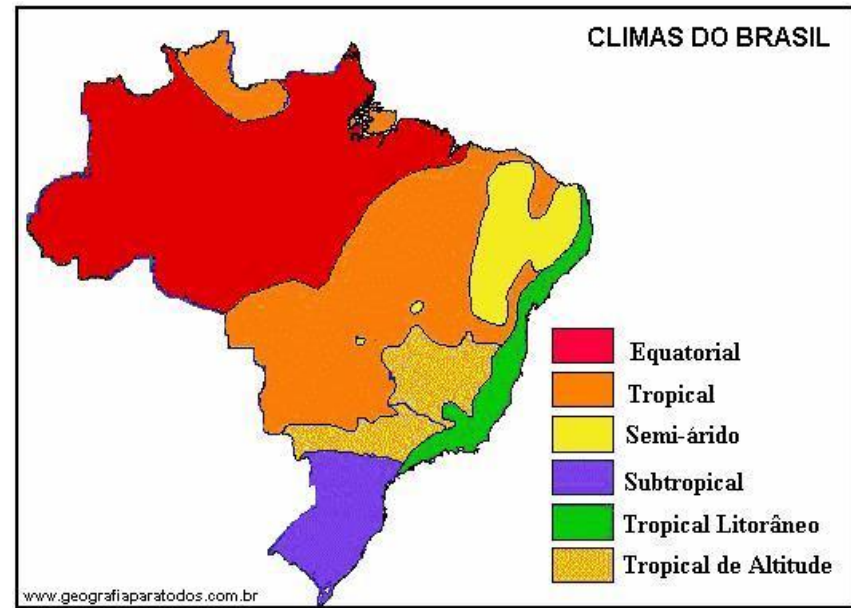 CLIMAS DO BRASIL
Equatorial
Tropical
Semi-árido
Subtropical
Tropical Litorâneo
Tropical de Altitude
www.geografiaparatodos.com.br